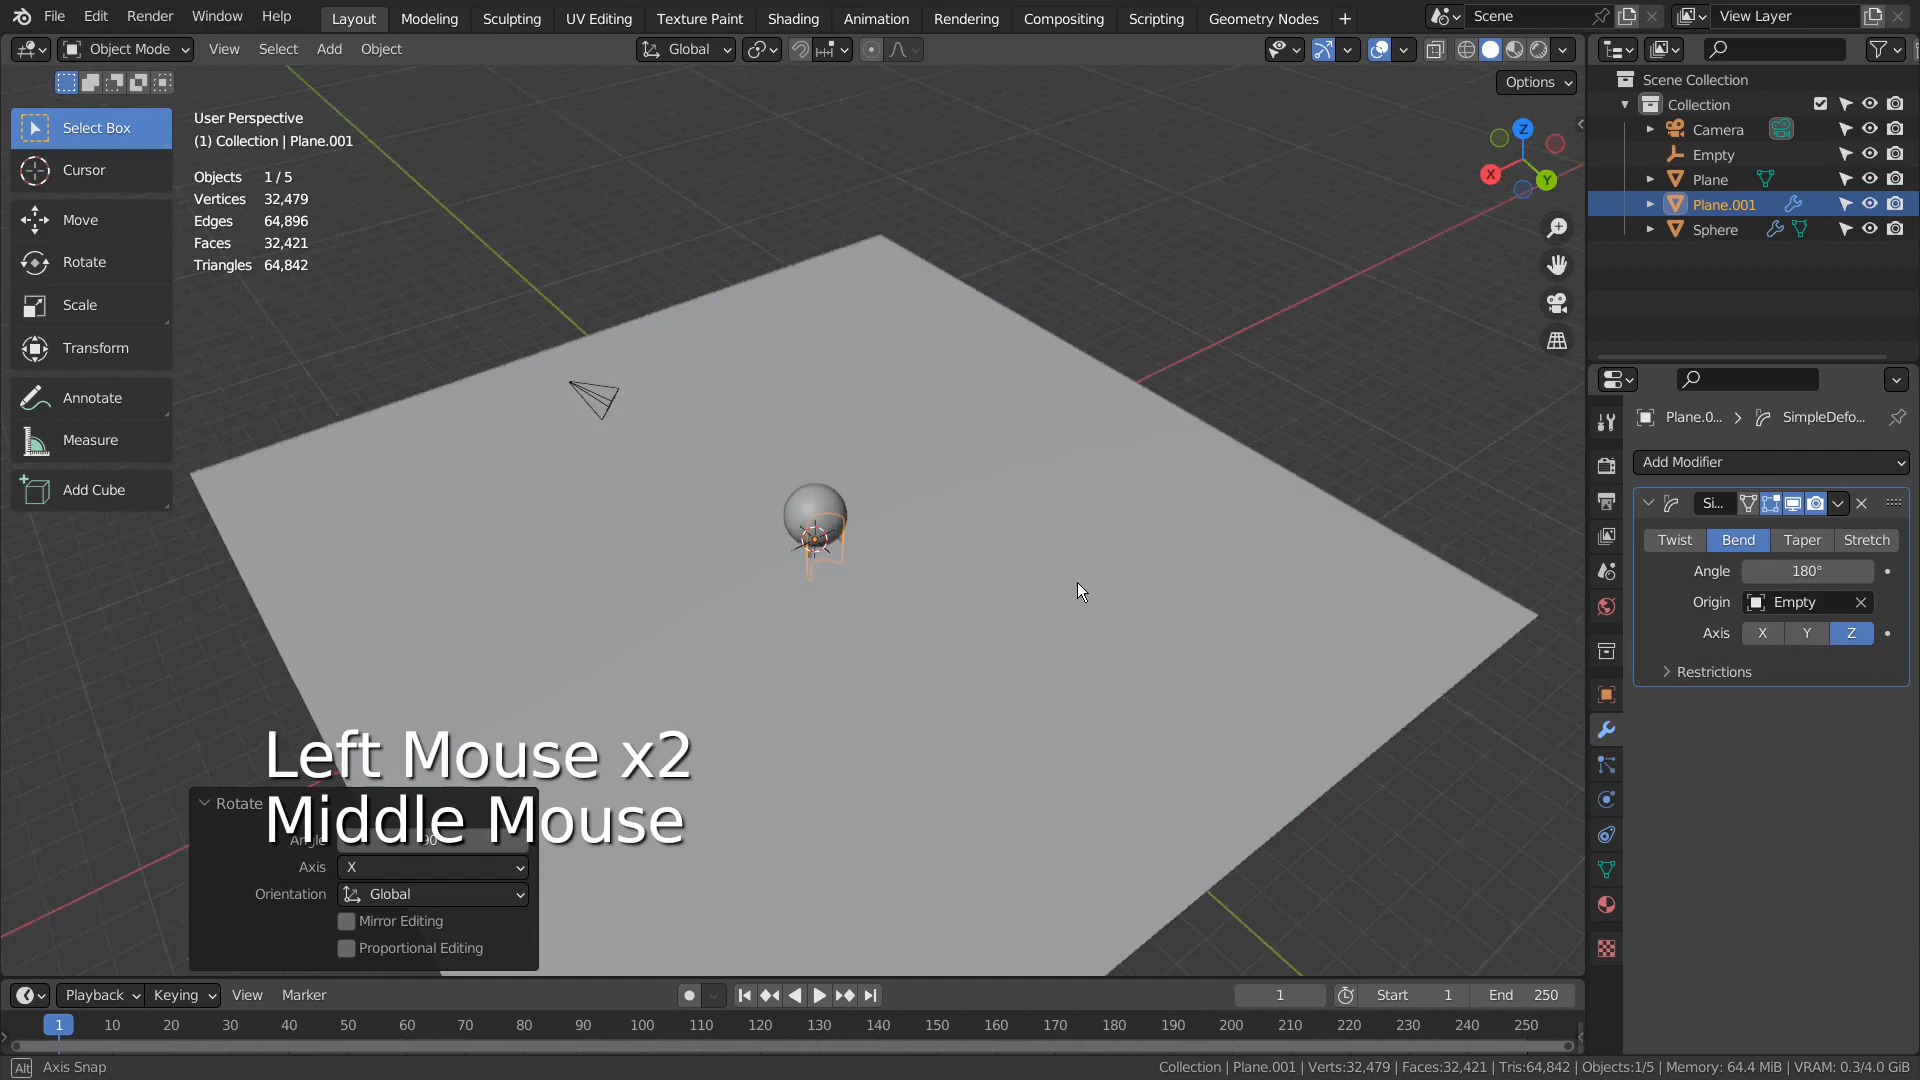 File Edit Render Window Help Layout Modeling Sculpting UV Editing Texture Paint Shading Animation Rendering Compositing Scripting Geometry Nodes + Scene View Layer
Object Mode View Select Add Object Global
Options
Select Box
Cursor
Move
Rotate
Scale
Transform
Annotate
Measure
Add Cube
User Perspective
(1) Collection | Plane.001
Objects 1 / 5
Vertices 32,479
Edges 64,896
Faces 32,421
Triangles 64,842
Z
X
Y
Left Mouse x2
Middle Mouse
Rotate
Angle 90°
Axis X
Orientation Global
Mirror Editing
Proportional Editing
Scene Collection
Collection
Camera
Empty
Plane
Plane.001
Sphere
Plane.0... > SimpleDefo...
Add Modifier
Si...
Twist Bend Taper Stretch
Angle 180°
Origin Empty
Axis X Y Z
Restrictions
Playback Keying View Marker 1 Start 1 End 250
1 10 20 30 40 50 60 70 80 90 100 110 120 130 140 150 160 170 180 190 200 210 220 230 240 250
Alt Axis Snap Collection | Plane.001 | Verts:32,479 | Faces:32,421 | Tris:64,842 | Objects:1/5 | Memory: 64.4 MiB | VRAM: 0.3/4.0 GiB